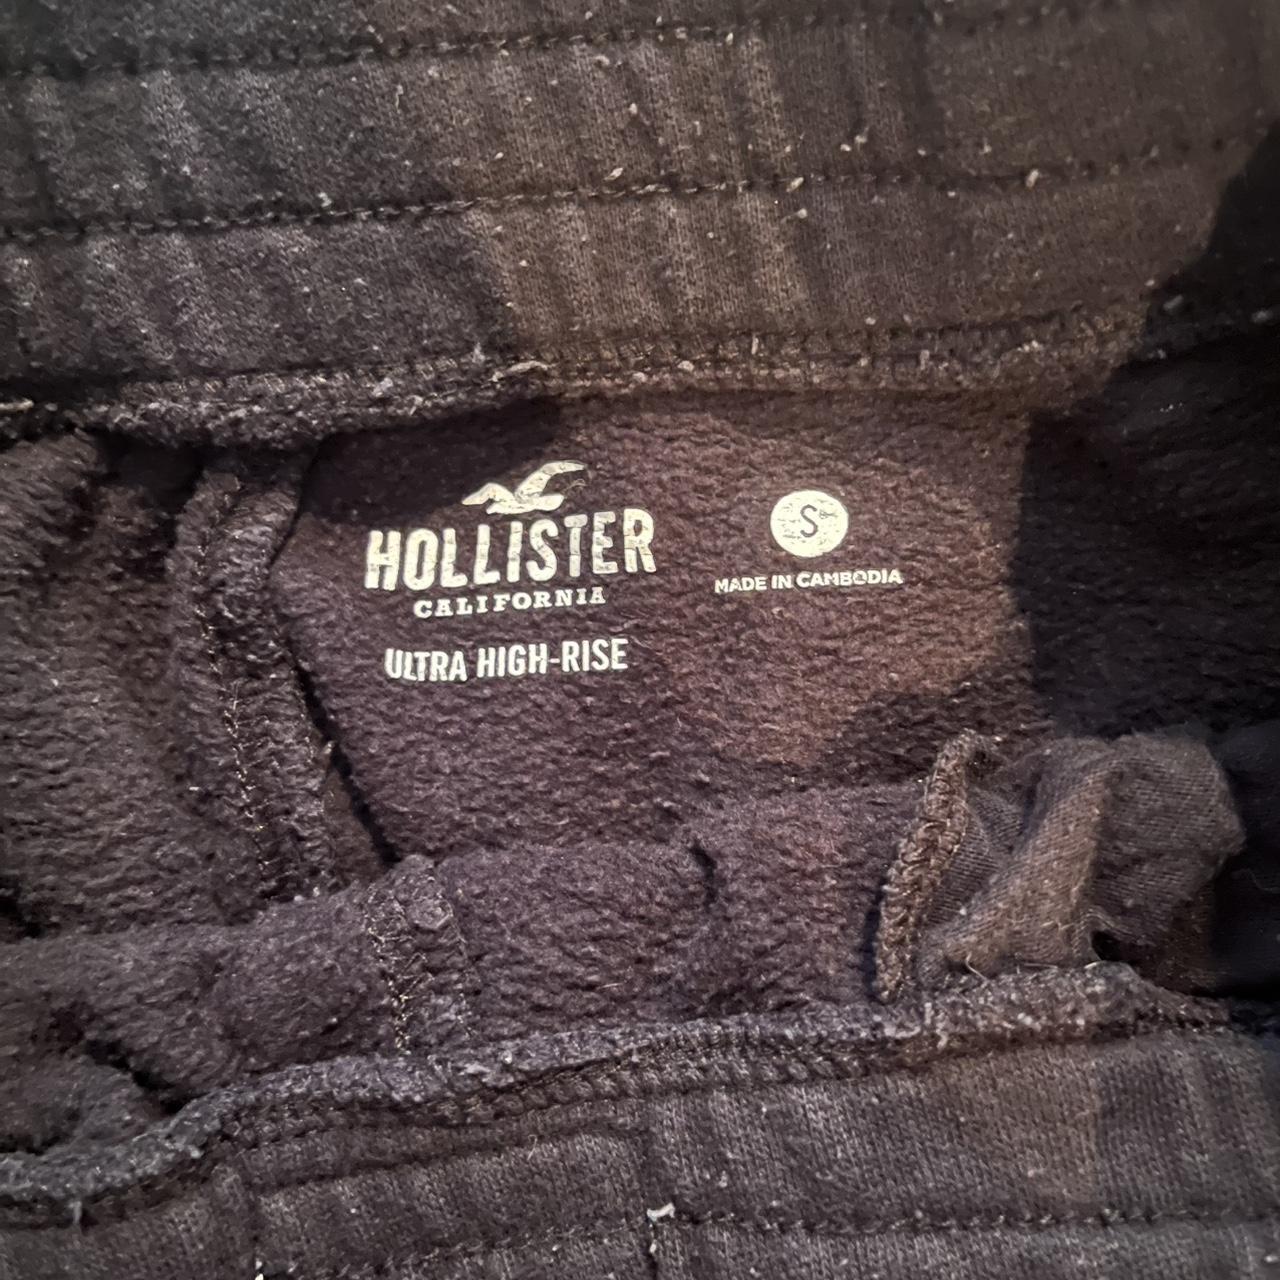 HOLLISTER
CALIFORNIA
ULTRA HIGH-RISE
S
MADE IN CAMBODIA